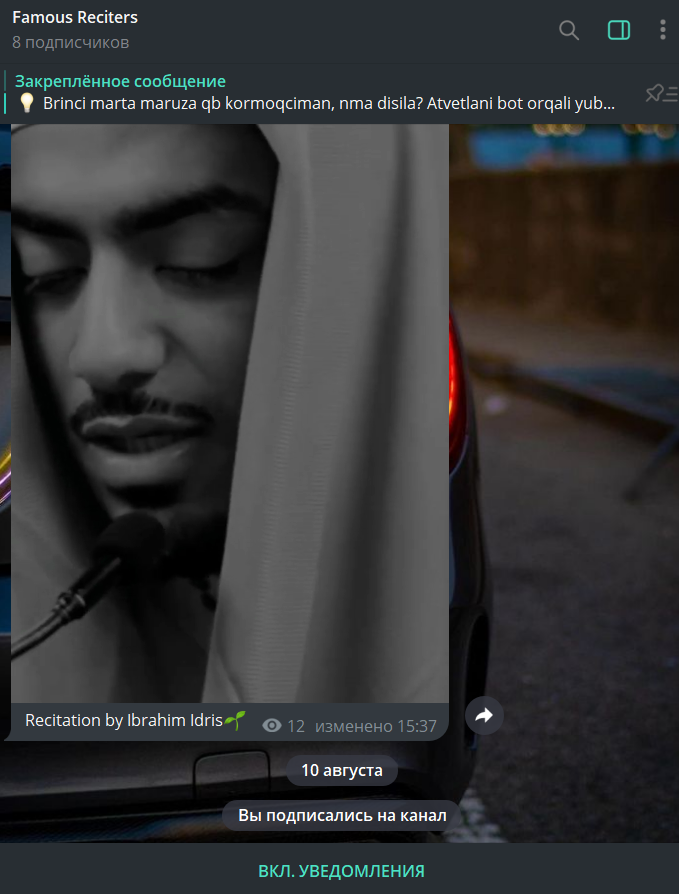 Famous Reciters
8 подписчиков
Закреплённое сообщение
💡 Brinci marta maruza qb kormoqciman, nma disila? Atvetlani bot orqali yub...
Recitation by Ibrahim Idris🌱
12 изменено 15:37
10 августа
Вы подписались на канал
ВКЛ. УВЕДОМЛЕНИЯ